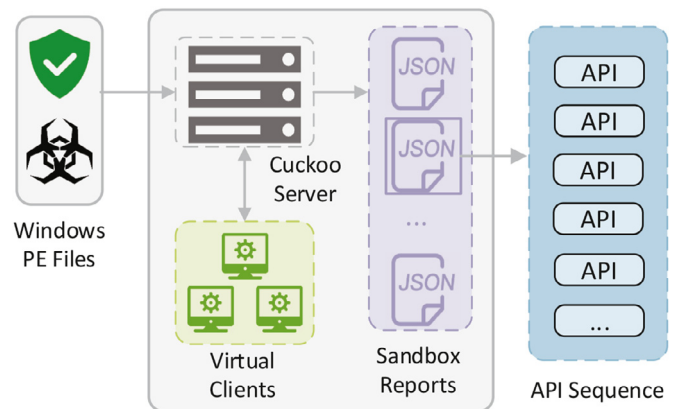 Windows
PE Files
Cuckoo
Server
Virtual
Clients
JSON
JSON
...
JSON
Sandbox
Reports
API
API
API
API
API
...
API Sequence